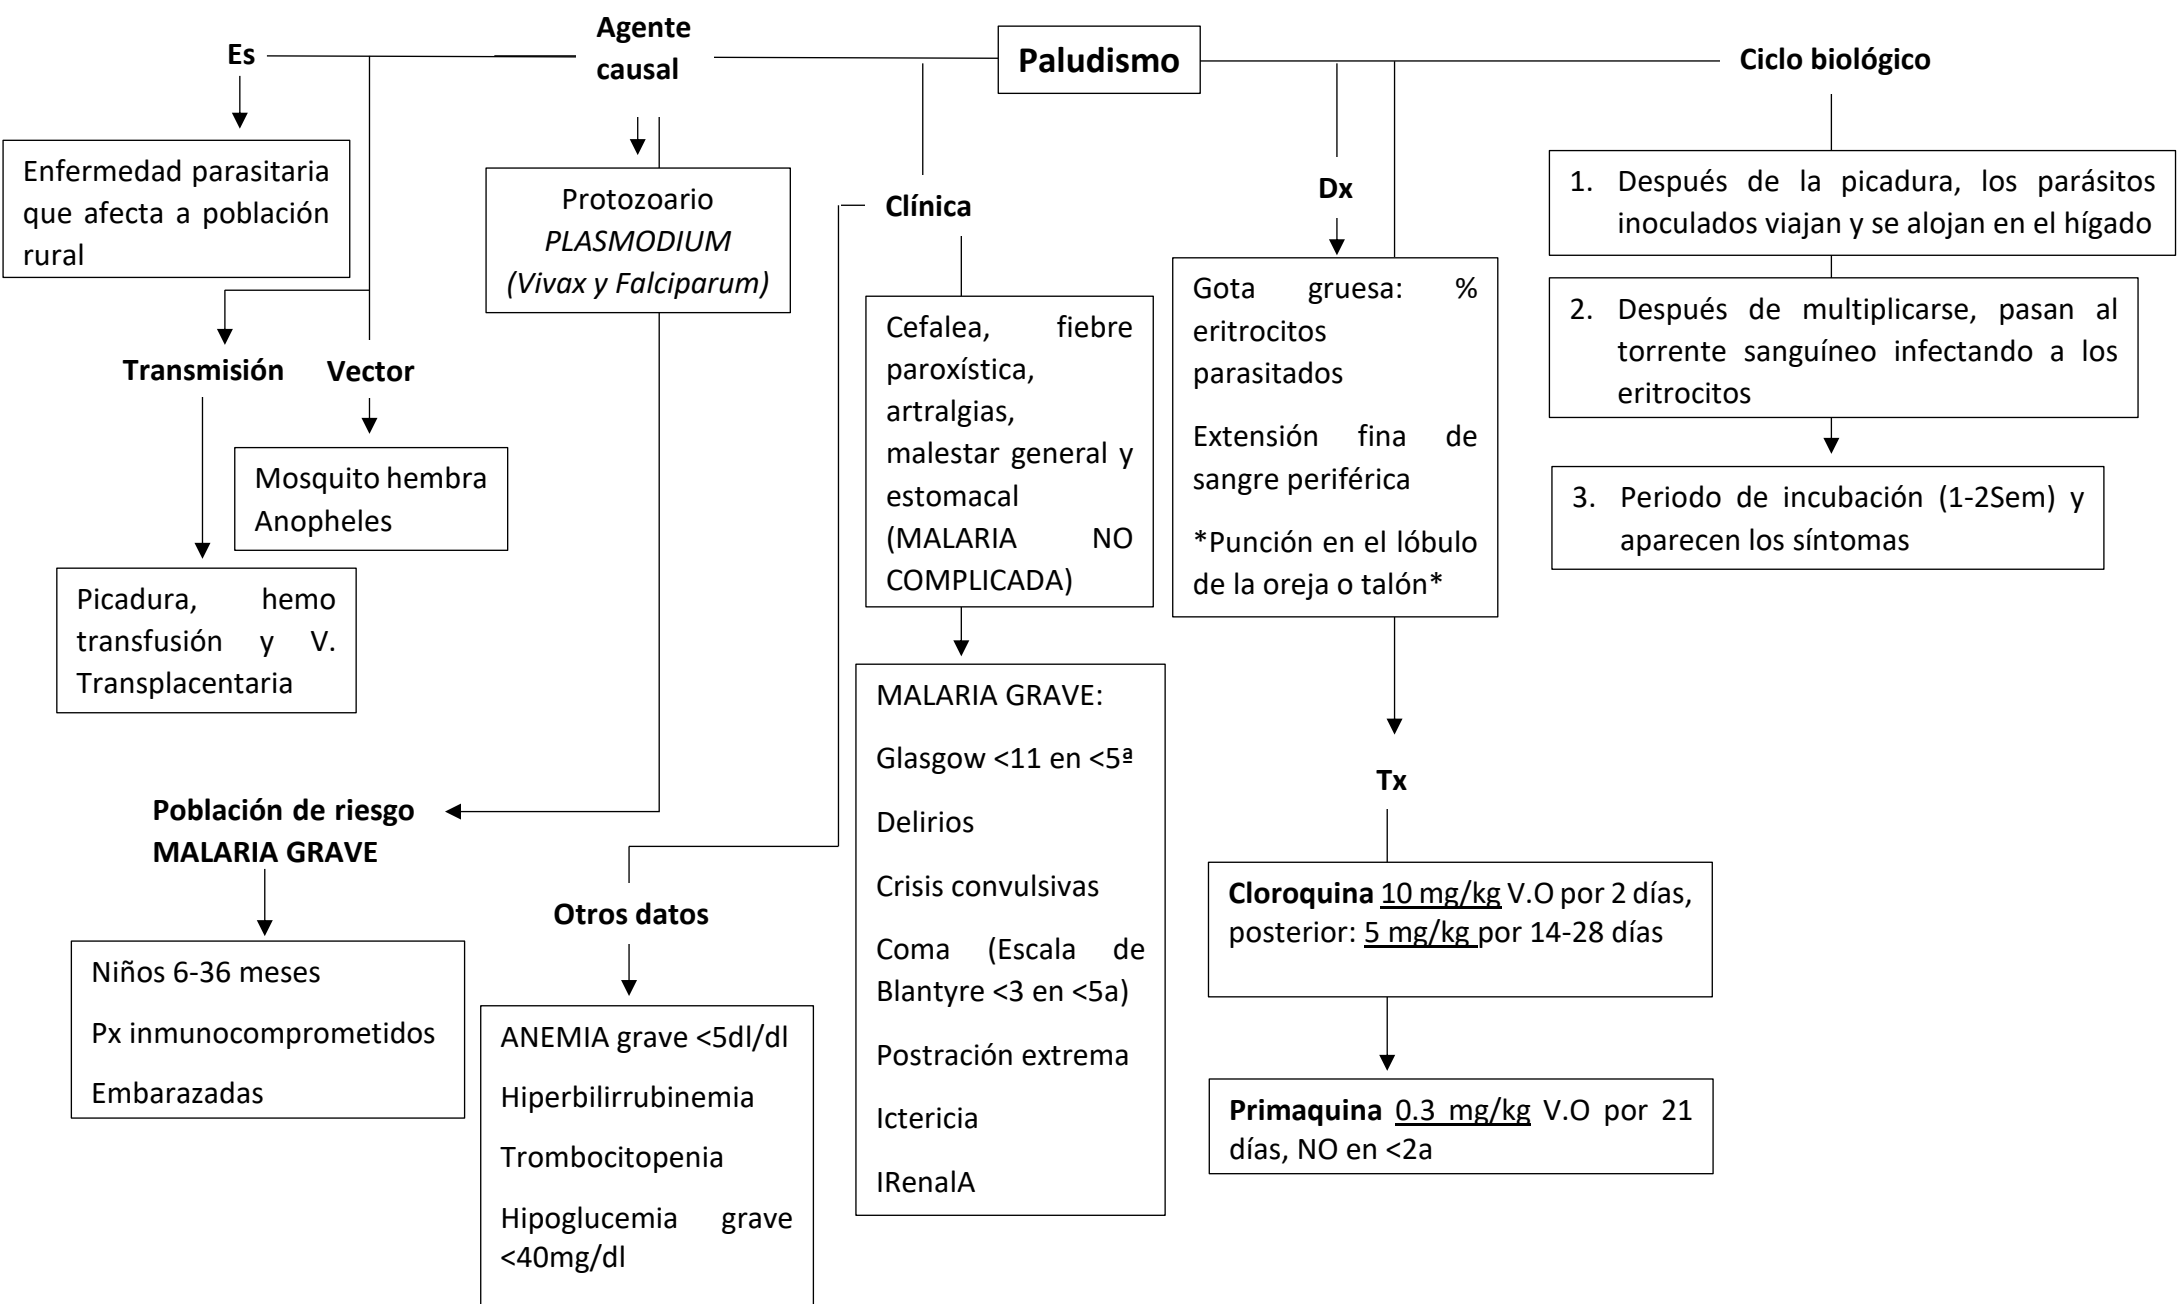 Paludismo
Es
Enfermedad parasitaria
que afecta a población
rural
Transmisión
Picadura, hemo
transfusión y V.
Transplacentaria
Vector
Mosquito hembra
Anopheles
Agente
causal
Protozoario
PLASMODIUM
(Vivax y Falciparum)
Población de riesgo
MALARIA GRAVE
Niños 6-36 meses
Px inmunocomprometidos
Embarazadas
Clínica
Cefalea, fiebre
paroxística,
artralgias,
malestar general y
estomacal
(MALARIA NO
COMPLICADA)
MALARIA GRAVE:
Glasgow <11 en <5ª
Delirios
Crisis convulsivas
Coma (Escala de
Blantyre <3 en <5a)
Postración extrema
Ictericia
IRenalA
Otros datos
ANEMIA grave <5dl/dl
Hiperbilirrubinemia
Trombocitopenia
Hipoglucemia grave
<40mg/dl
Dx
Gota gruesa: %
eritrocitos
parasitados
Extensión fina de
sangre periférica
*Punción en el lóbulo
de la oreja o talón*
Tx
Cloroquina 10 mg/kg V.O por 2 días,
posterior: 5 mg/kg por 14-28 días
Primaquina 0.3 mg/kg V.O por 21
días, NO en <2a
Ciclo biológico
1. Después de la picadura, los parásitos
inoculados viajan y se alojan en el hígado
2. Después de multiplicarse, pasan al
torrente sanguíneo infectando a los
eritrocitos
3. Periodo de incubación (1-2Sem) y
aparecen los síntomas